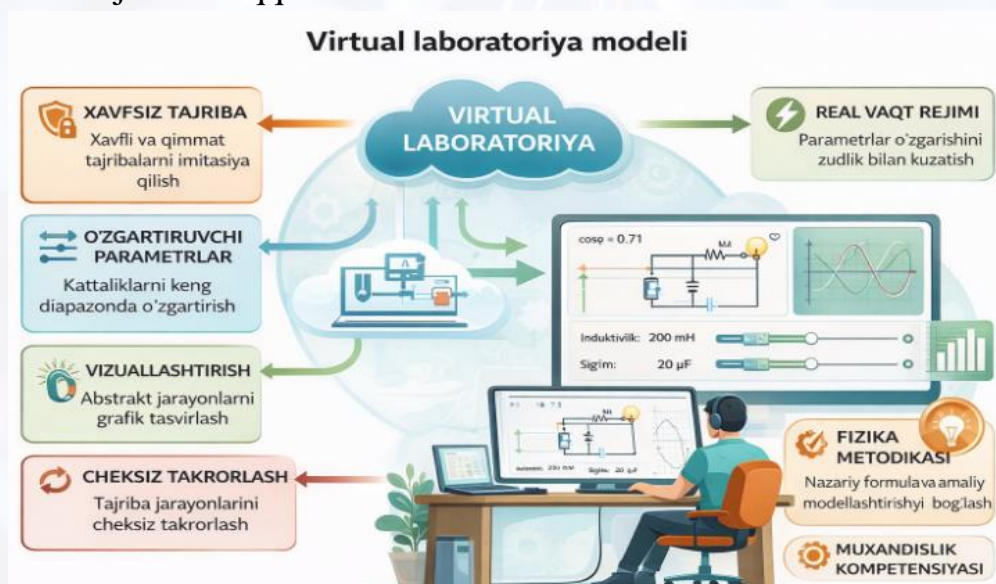 Virtual laboratoriya modeli
XAVFSIZ TAJRIBA
Xavfli va qimmat
tajribalarni imitasiya
qilish
O'ZGARTIRUVCHI
PARAMETRLAR
Kattaliklarni keng
diapazonda o'zgartirish
VIZUALLASHTIRISH
Abstrakt jarayonlarni
grafik tasvirlash
CHEKSIZ TAKRORLASH
Tajriba jarayonlarini
cheksiz takrorlash
VIRTUAL
LABORATORIYA
A
REAL VAQT REJIMI
Parametrlar o'zgarishini
zudlik bilan kuzatish
cosφ = 0.71
Induktivlik: 200 mH
Sigim: 20 µF
FIZIKA
METODIKASI
Nazariy formula va amaliy
modellashtirishyi bog'lash
MUXANDISLIK
KOMPETENSIYASI